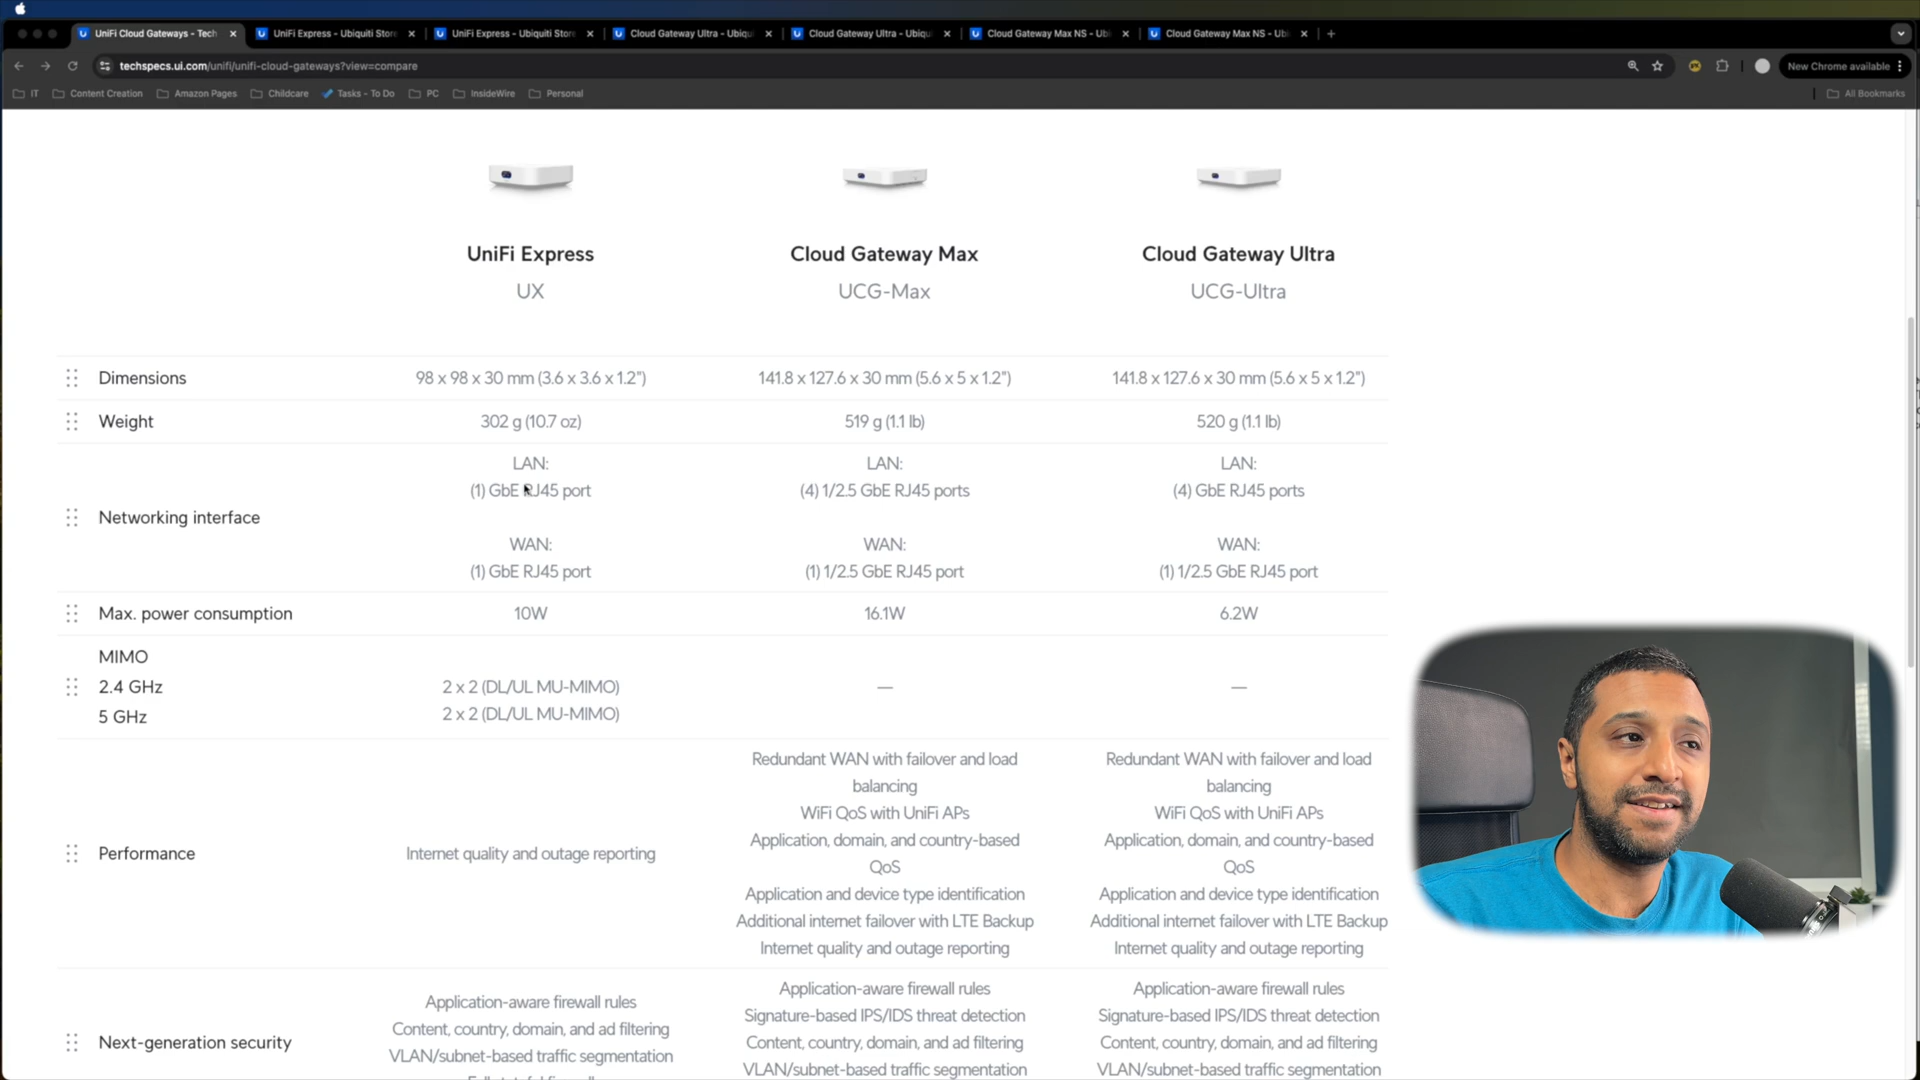 UniFi Cloud Gateways - Tech
UniFi Express - Ubiquiti Store
UniFi Express - Ubiquiti Store
Cloud Gateway Ultra - Ubiqu
Cloud Gateway Ultra - Ubiqu
Cloud Gateway Max NS - Ubi
Cloud Gateway Max NS - Ubi
techspecs.ui.com/unifi/unifi-cloud-gateways?view=compare
New Chrome available
IT
Content Creation
Amazon Pages
Childcare
Tasks - To Do
PC
InsideWire
Personal
All Bookmarks
UniFi Express
UX
Cloud Gateway Max
UCG-Max
Cloud Gateway Ultra
UCG-Ultra
Dimensions
98 x 98 x 30 mm (3.6 x 3.6 x 1.2")
141.8 x 127.6 x 30 mm (5.6 x 5 x 1.2")
141.8 x 127.6 x 30 mm (5.6 x 5 x 1.2")
Weight
302 g (10.7 oz)
519 g (1.1 lb)
520 g (1.1 lb)
Networking interface
LAN:
(1) GbE RJ45 port
WAN:
(1) GbE RJ45 port
LAN:
(4) 1/2.5 GbE RJ45 ports
WAN:
(1) 1/2.5 GbE RJ45 port
LAN:
(4) GbE RJ45 ports
WAN:
(1) 1/2.5 GbE RJ45 port
Max. power consumption
10W
16.1W
6.2W
MIMO
2.4 GHz
5 GHz
2 x 2 (DL/UL MU-MIMO)
2 x 2 (DL/UL MU-MIMO)
—
—
Performance
Internet quality and outage reporting
Redundant WAN with failover and load
balancing
WiFi QoS with UniFi APs
Application, domain, and country-based
QoS
Application and device type identification
Additional internet failover with LTE Backup
Internet quality and outage reporting
Redundant WAN with failover and load
balancing
WiFi QoS with UniFi APs
Application, domain, and country-based
QoS
Application and device type identification
Additional internet failover with LTE Backup
Internet quality and outage reporting
Next-generation security
Application-aware firewall rules
Content, country, domain, and ad filtering
VLAN/subnet-based traffic segmentation
Application-aware firewall rules
Signature-based IPS/IDS threat detection
Content, country, domain, and ad filtering
VLAN/subnet-based traffic segmentation
Application-aware firewall rules
Signature-based IPS/IDS threat detection
Content, country, domain, and ad filtering
VLAN/subnet-based traffic segmentation